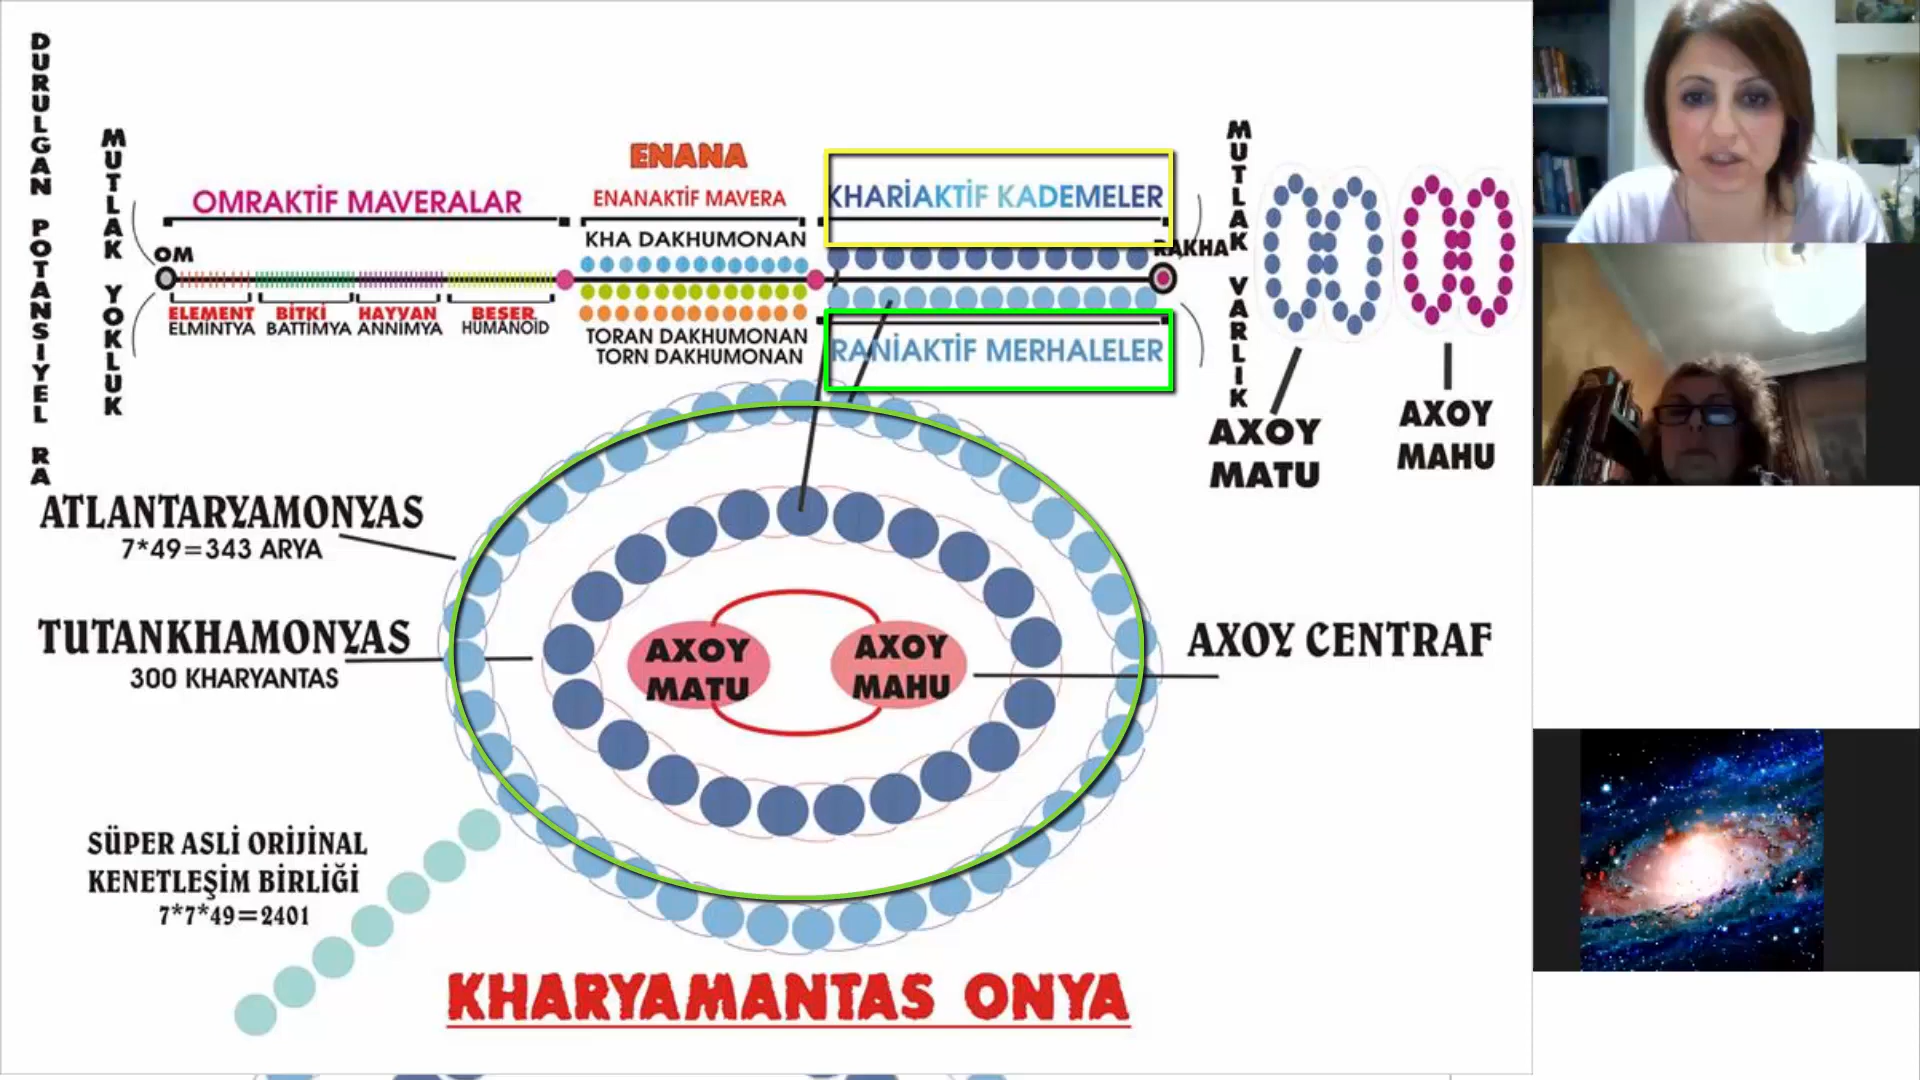 DURULGAN POTANSİYEL RA
MUTLAK YOKLUK
OMRAKTİF MAVERALAR
OM
ELEMENT
ELMINTYA
BİTKİ
BATTIMYA
HAYYAN
ANNIMYA
BEŞER
HUMANOİD
ENANA
ENANAKTİF MAVERA
KHA DAKHUMONAN
TORAN DAKHUMONAN
TORN DAKHUMONAN
KHARİAKTİF KADEMELER
RANİAKTİF MERHALELER
RAKHA
MUTLAK VARLIK
AXOY
MATU
AXOY
MAHU
ATLANTARYAMONYAS
7*49=343 ARYA
TUTANKHAMONYAS
300 KHARYANTAS
AXOY
MATU
AXOY
MAHU
AXOY CENTRAF
SÜPER ASLİ ORİJİNAL
KENETLEŞİM BİRLİĞİ
7*7*49=2401
KHARYAMANTAS ONYA